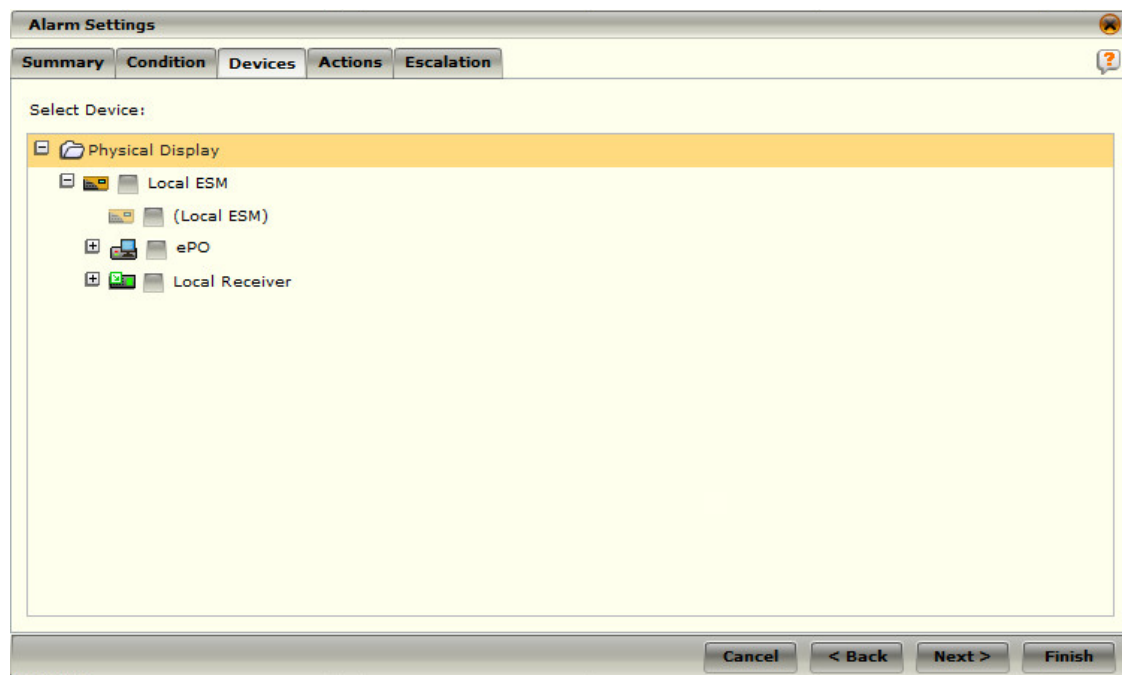 Alarm Settings
Summary Condition Devices Actions Escalation
?
Select Device:
Physical Display
Local ESM
(Local ESM)
ePO
Local Receiver
Cancel < Back Next > Finish